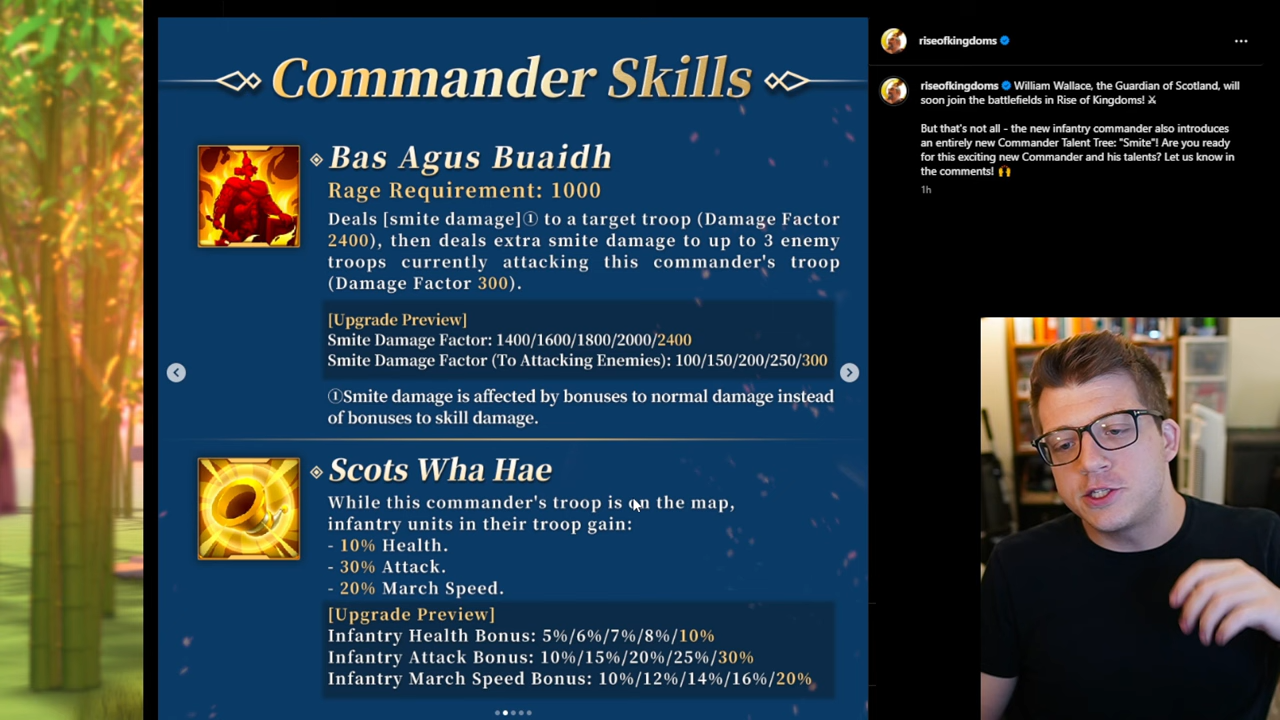 Commander Skills
Bas Agus Buaidh
Rage Requirement: 1000
Deals [smite damage]① to a target troop (Damage Factor
2400), then deals extra smite damage to up to 3 enemy
troops currently attacking this commander's troop
(Damage Factor 300).
[Upgrade Preview]
Smite Damage Factor: 1400/1600/1800/2000/2400
Smite Damage Factor (To Attacking Enemies): 100/150/200/250/300
①Smite damage is affected by bonuses to normal damage instead
of bonuses to skill damage.
Scots Wha Hae
While this commander's troop is on the map,
infantry units in their troop gain:
- 10% Health.
- 30% Attack.
- 20% March Speed.
[Upgrade Preview]
Infantry Health Bonus: 5%/6%/7%/8%/10%
Infantry Attack Bonus: 10%/15%/20%/25%/30%
Infantry March Speed Bonus: 10%/12%/14%/16%/20%
riseofkingdoms
riseofkingdoms William Wallace, the Guardian of Scotland, will
soon join the battlefields in Rise of Kingdoms! ⚔
But that's not all - the new infantry commander also introduces
an entirely new Commander Talent Tree: "Smite"! Are you ready
for this exciting new Commander and his talents? Let us know in
the comments! 🙌
1h